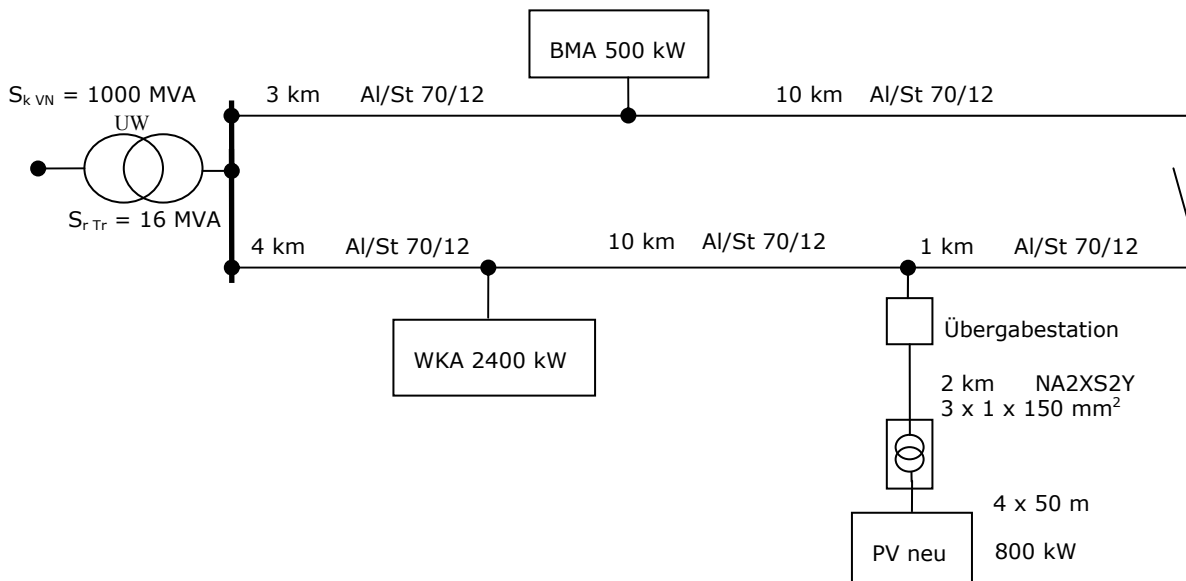 BMA 500 kW
S_k VN = 1000 MVA
UW
3 km Al/St 70/12
10 km Al/St 70/12
S_r Tr = 16 MVA
4 km Al/St 70/12
10 km Al/St 70/12
1 km Al/St 70/12
Übergabestation
WKA 2400 kW
2 km NA2XS2Y
3 x 1 x 150 mm²
4 x 50 m
PV neu
800 kW